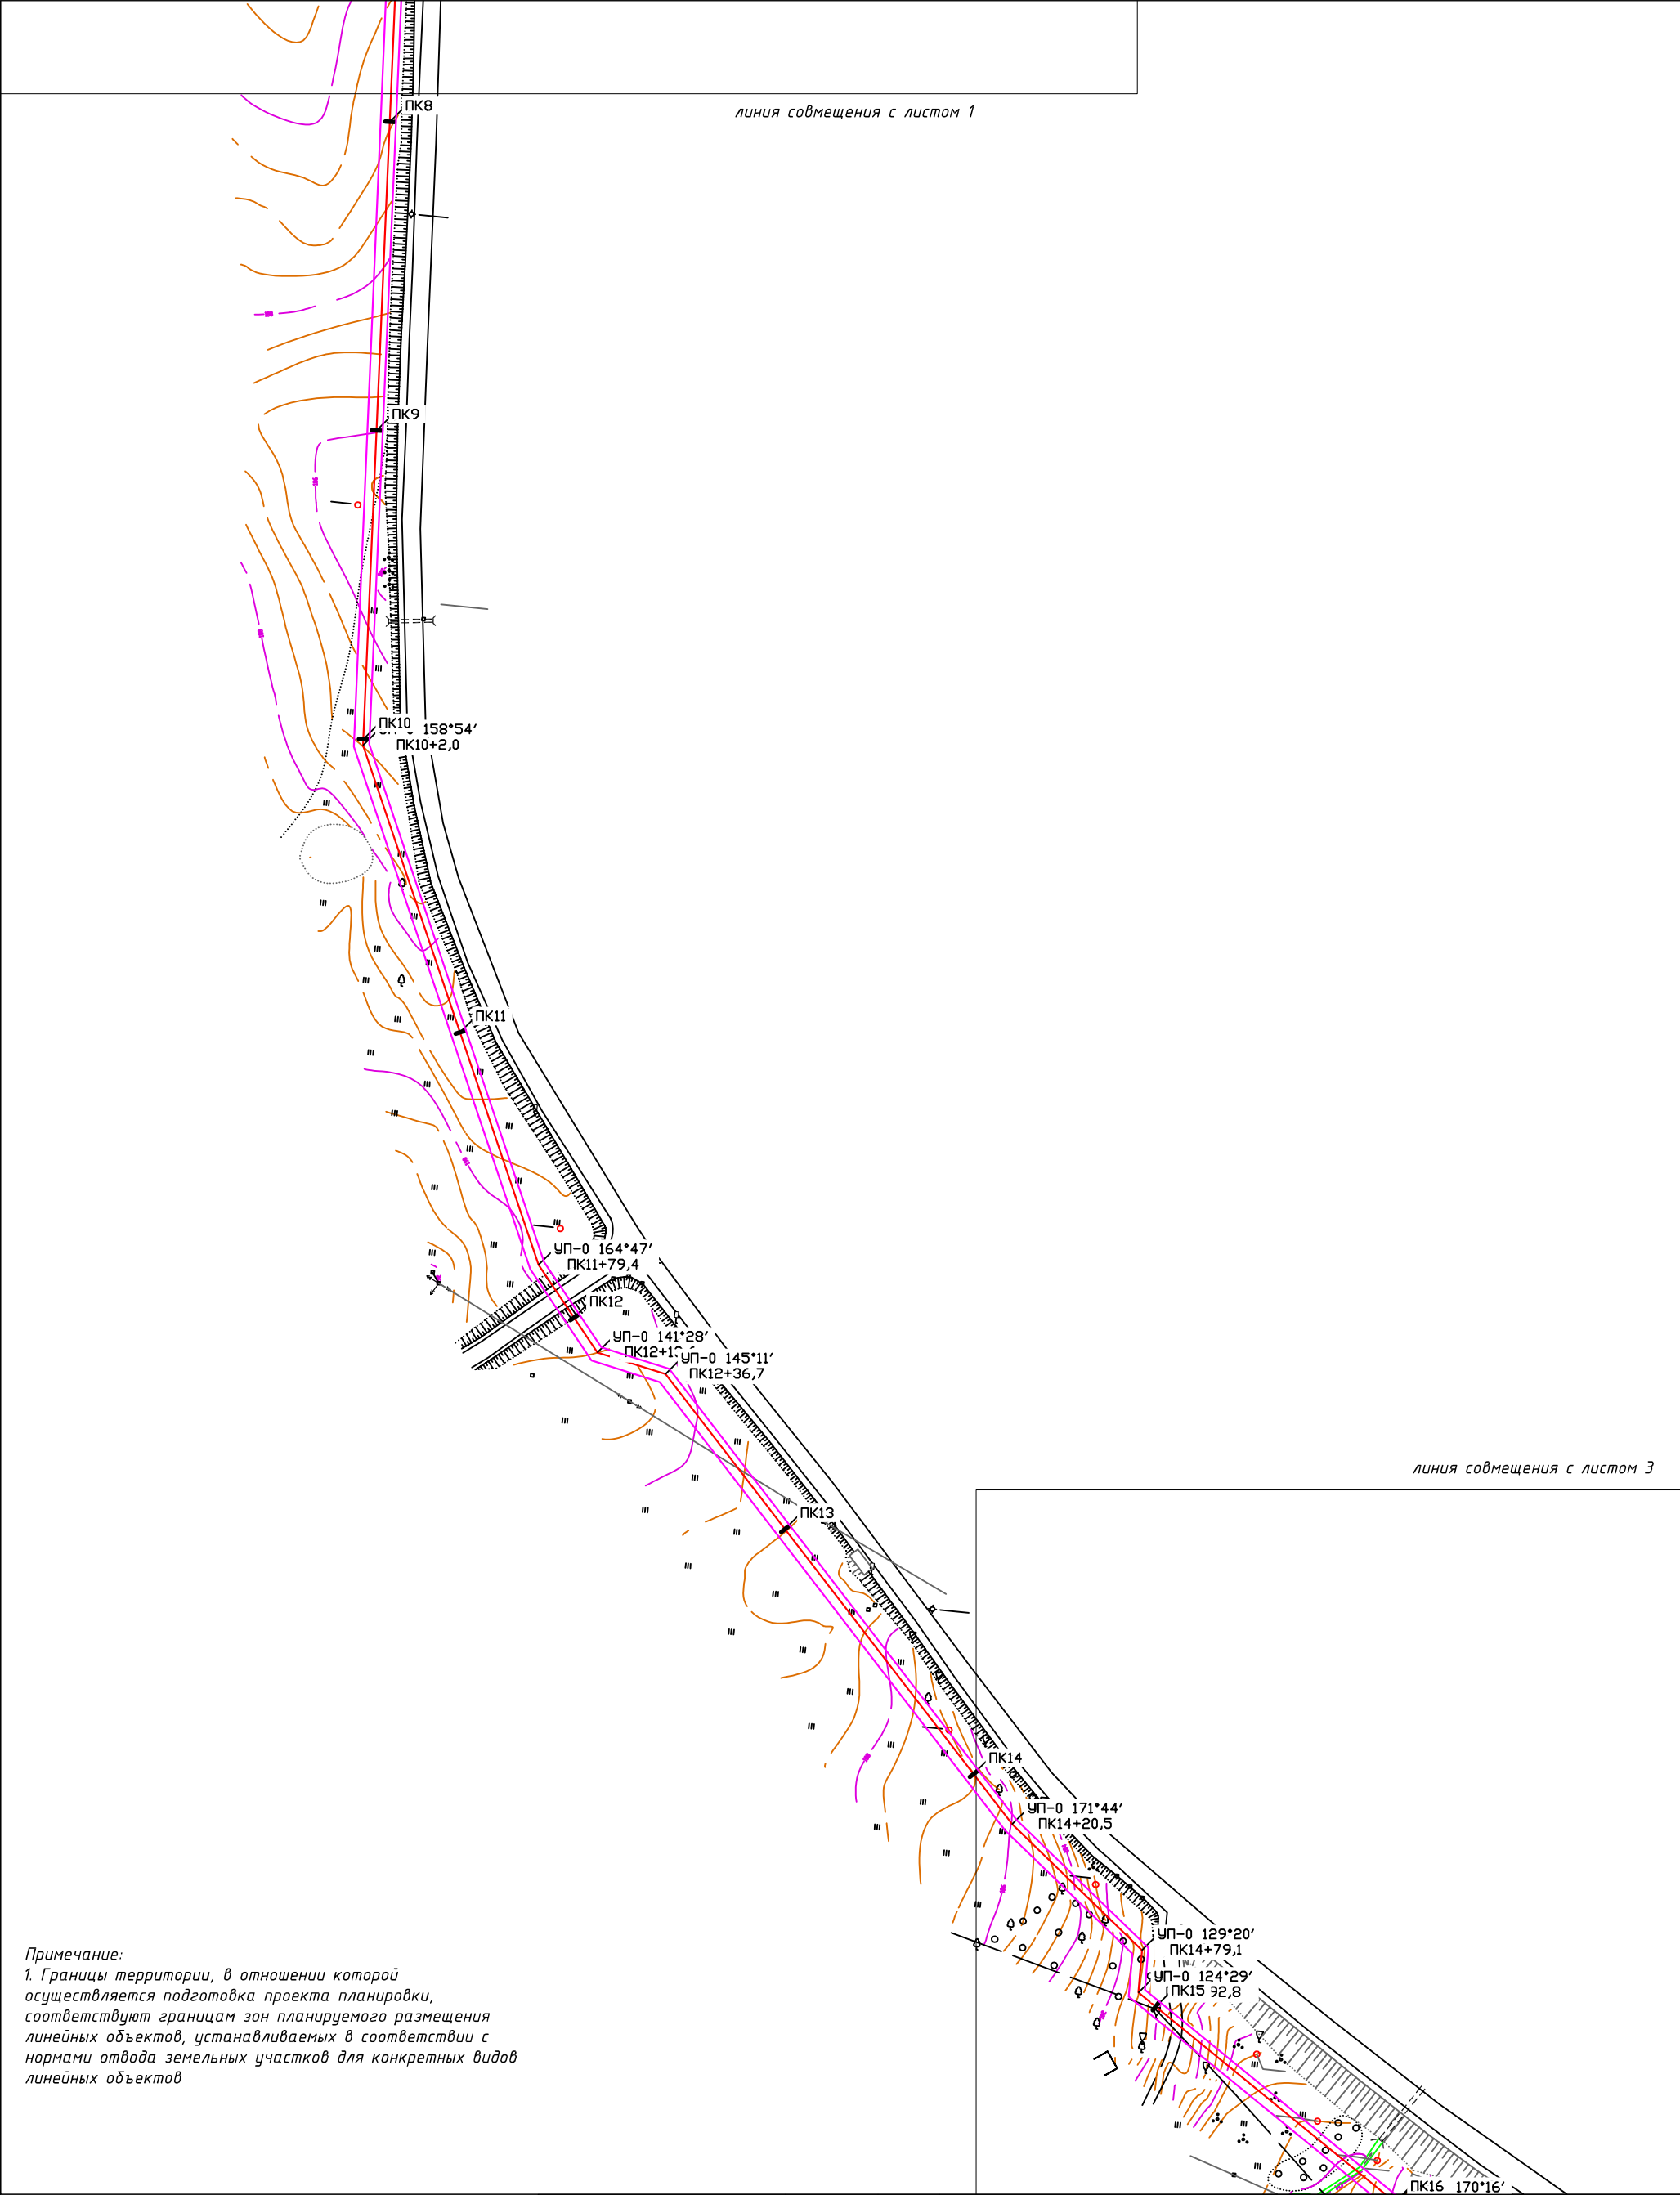 линия совмещения с листом 1
ПК8
ПК9
ПК10
158°54'
ПК10+2,0
ПК11
УП-0 164°47'
ПК11+79,4
ПК12
УП-0 141°28'
УП-0 145°11'
ПК12+36,7
линия совмещения с листом 3
ПК13
ПК14
УП-0 171°44'
ПК14+20,5
УП-0 129°20'
ПК14+79,1
УП-0 124°29'
ПК15 92,8
Примечание:
1. Границы территории, в отношении которой
осуществляется подготовка проекта планировки,
соответствуют границам зон планируемого размещения
линейных объектов, устанавливаемых в соответствии с
нормами отвода земельных участков для конкретных видов
линейных объектов
ПК16 170°16'